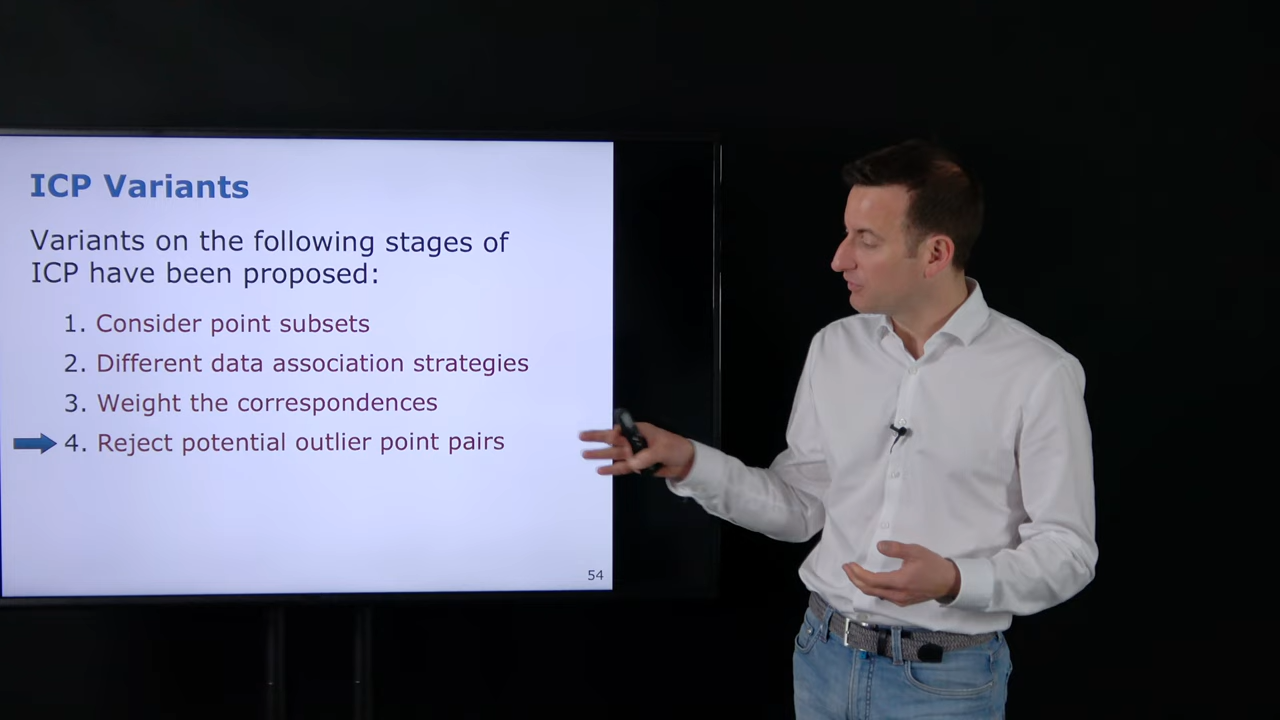 ICP Variants
Variants on the following stages of
ICP have been proposed:
1. Consider point subsets
2. Different data association strategies
3. Weight the correspondences
4. Reject potential outlier point pairs
54